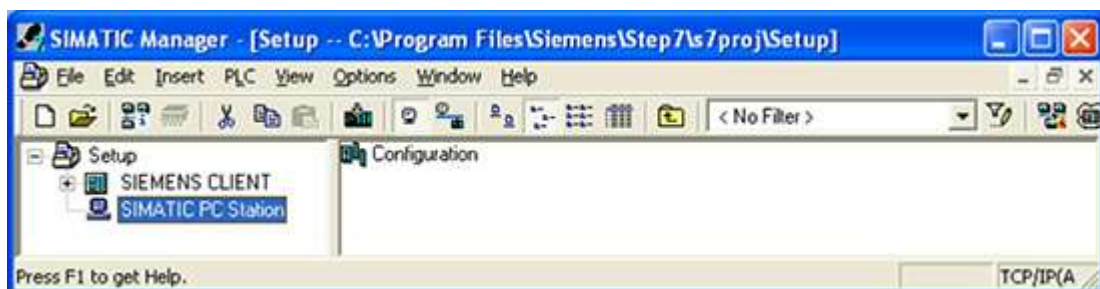 SIMATIC Manager - [Setup -- C:\Program Files\Siemens\Step7\s7proj\Setup]
File Edit Insert PLC View Options Window Help
< No Filter >
Setup
SIEMENS CLIENT
SIMATIC PC Station
Configuration
Press F1 to get Help.
TCP/IP(A